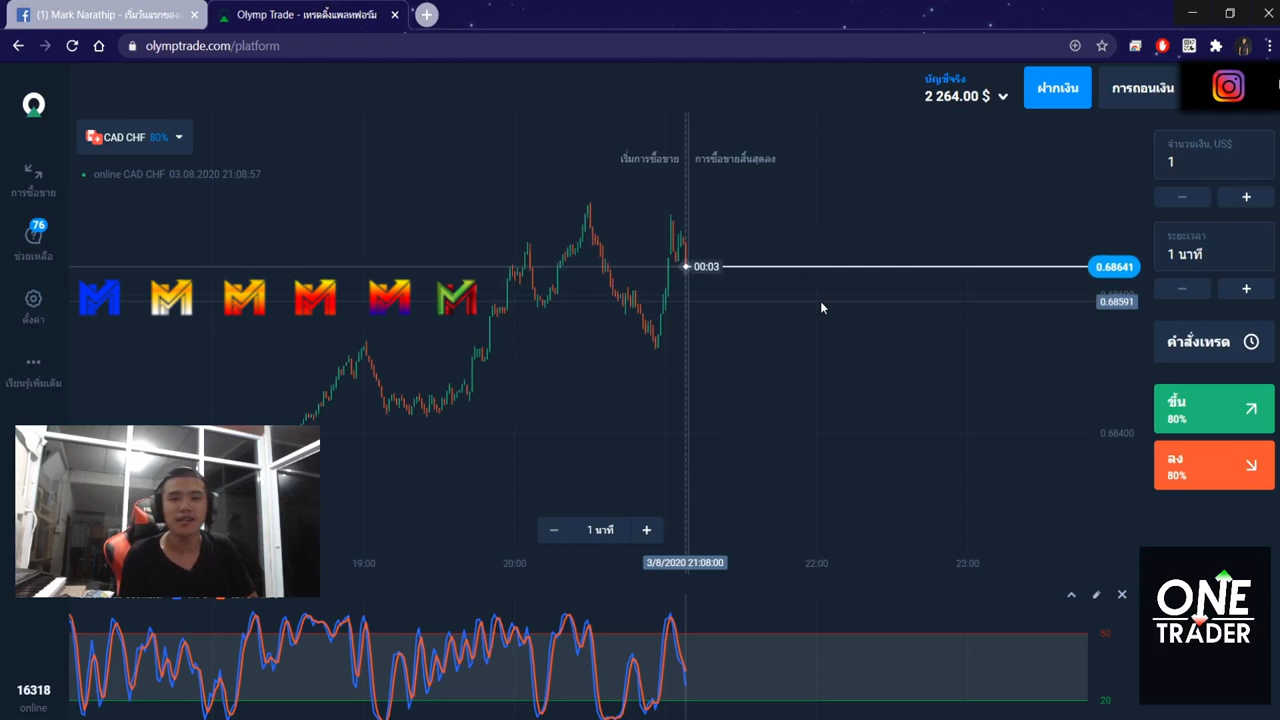 (1) Mark Narathip - เริ่มวันแรกของ
Olymp Trade - เทรดดิ้งแพลทฟอร์ม
olymptrade.com/platform
บัญชีจริง
2 264.00 $
ฝากเงิน
การถอนเงิน
CAD CHF 80%
online CAD CHF 03.08.2020 21:08:57
เริ่มการซื้อขาย
การซื้อขายสิ้นสุดลง
จำนวนเงิน, US$
1
การซื้อขาย
76
ช่วยเหลือ
ระยะเวลา
1 นาที
00:03
0.68641
0.68591
ตั้งค่า
คำสั่งเทรด
เรียนรู้เพิ่มเติม
ขึ้น
80%
0.68400
ลง
80%
1 นาที
19:00
20:00
3/8/2020 21:08:00
22:00
23:00
ONE
TRADER
80
20
16318
online